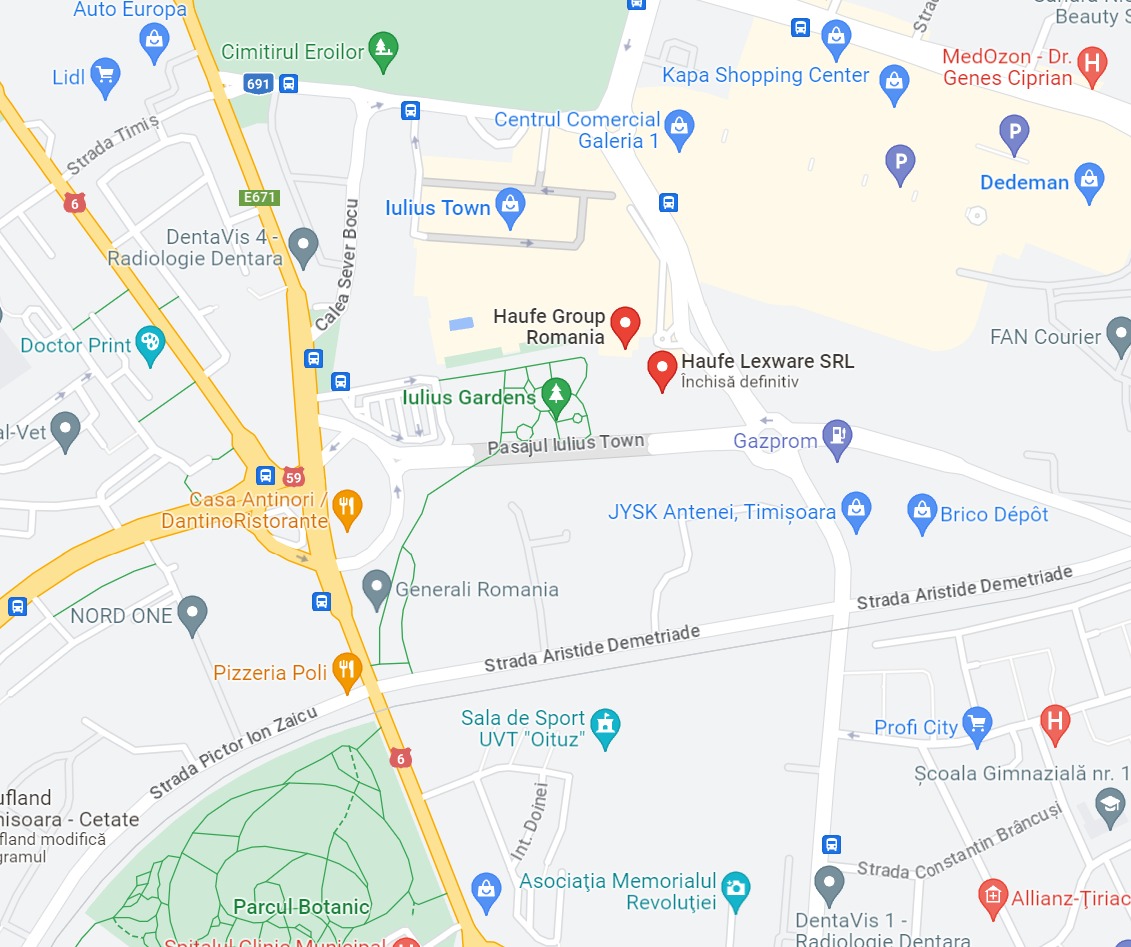 Auto Europa
Cimitirul Eroilor
Lidl
691
Strada Timiș
Beauty S
MedOzon - Dr.
Genes Ciprian
H
Kapa Shopping Center
Centrul Comercial
Galeria 1
P
P
Dedeman
E671
6
Iulius Town
DentaVis 4 -
Radiologie Dentara
Calea Sever Bocu
Haufe Group
Romania
FAN Courier
Doctor Print
Haufe Lexware SRL
Închisă definitiv
Iulius Gardens
al-Vet
Pasajul Iulius Town
Gazprom
59
Casa Antinori /
DantinoRistorante
JYSK Antenei, Timișoara
Brico Dépôt
Generali Romania
Strada Aristide Demetriade
NORD ONE
Strada Aristide Demetriade
Pizzeria Poli
Strada Pictor Ion Zaicu
Sala de Sport
UVT "Oituz"
Profi City
H
6
Școala Gimnazială nr. 1
ufland
nisoara - Cetate
fland modifică
gramul
Int. Doinei
Strada Constantin Brâncuși
Asociația Memorialul
Revoluției
Allianz-Țiriac
Parcul Botanic
DentaVis 1 -
Radiologie Dentara
Spitalul Clinic Municipal